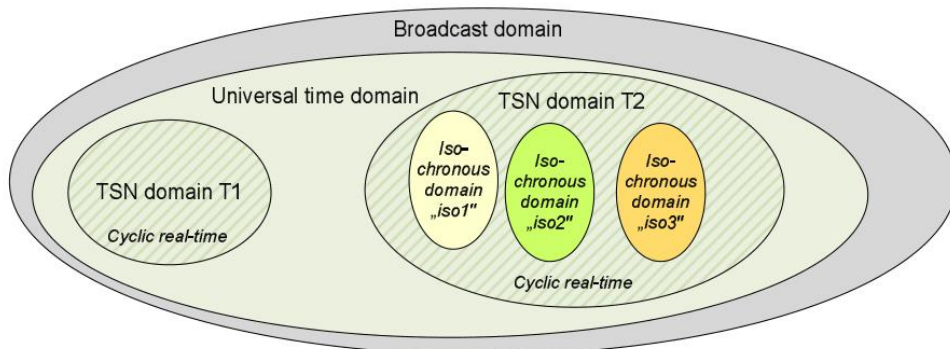 Broadcast domain
Universal time domain
TSN domain T2
TSN domain T1
Cyclic real-time
Iso-
chronous
domain
„iso1"
Iso-
chronous
domain
„iso2"
Iso-
chronous
domain
„iso3"
Cyclic real-time